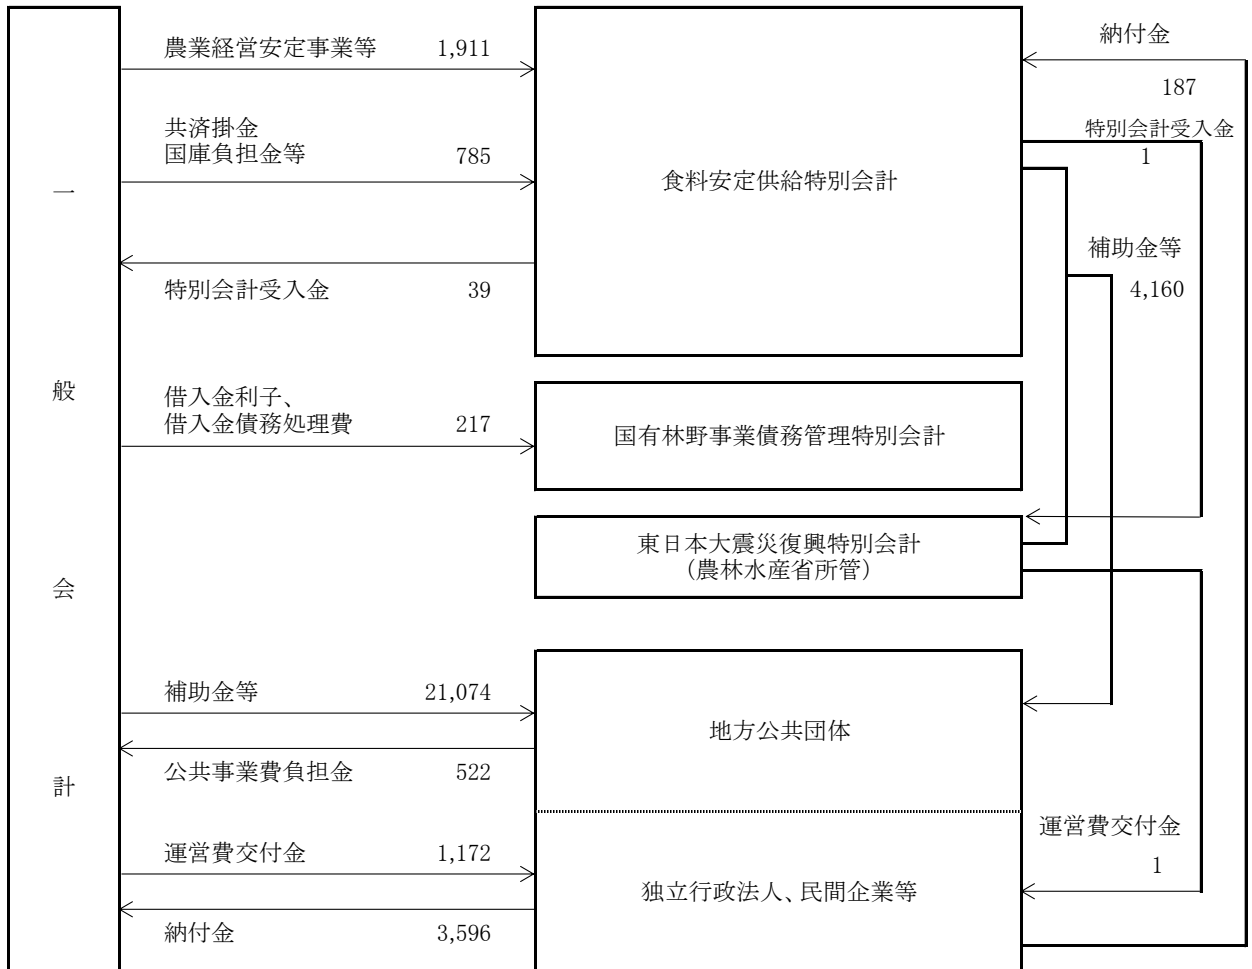 一
般
会
計
農業経営安定事業等 1,911
共済掛金
国庫負担金等 785
特別会計受入金 39
借入金利子、
借入金債務処理費 217
補助金等 21,074
公共事業費負担金 522
運営費交付金 1,172
納付金 3,596
食料安定供給特別会計
国有林野事業債務管理特別会計
東日本大震災復興特別会計
（農林水産省所管）
地方公共団体
独立行政法人、民間企業等
納付金
187
特別会計受入金
1
補助金等
4,160
運営費交付金
1